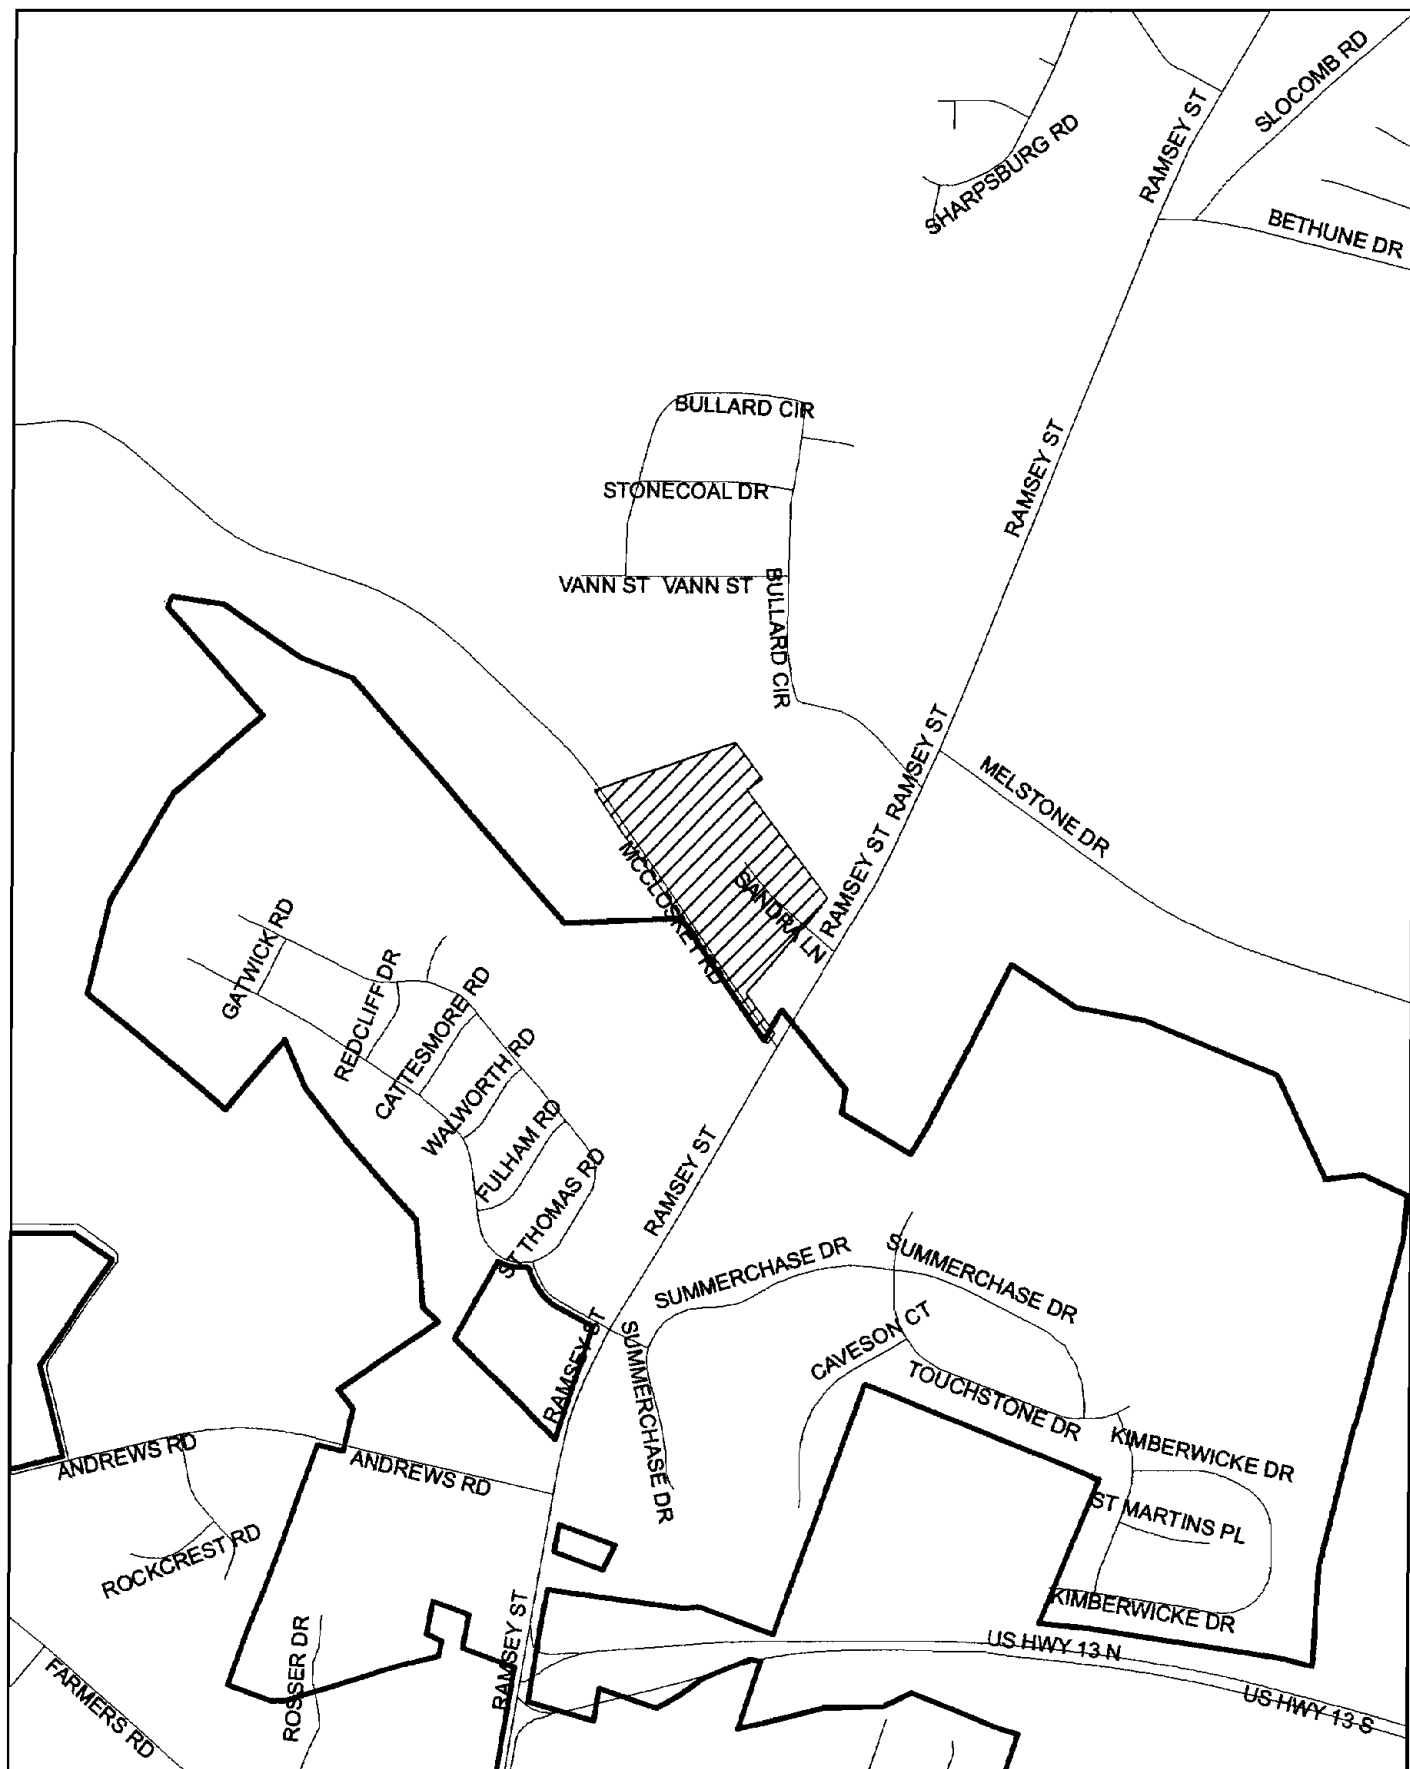 SLOCOMB RD
RAMSEY ST
SHARPSBURG RD
BETHUNE DR
BULLARD CIR
RAMSEY ST
STONECOAL DR
VANN ST VANN ST
BULLARD CIR
RAMSEY ST
MELSTONE DR
RAMSEY ST
MCCLOSKEY RD
SANDRA LN
GATWICK RD
REDCLIFF DR
CATTESMORE RD
WALWORTH RD
FULHAM RD
ST THOMAS RD
RAMSEY ST
SUMMERCHASE DR
SUMMERCHASE DR
CAVESON CT
RAMSEY ST
SUMMERCHASE DR
TOUCHSTONE DR
KIMBERWICKE DR
ANDREWS RD
ANDREWS RD
ST MARTINS PL
ROCKCREST RD
KIMBERWICKE DR
RAMSEY ST
ROSSER DR
US HWY 13 N
FARMERS RD
US HWY 13 S